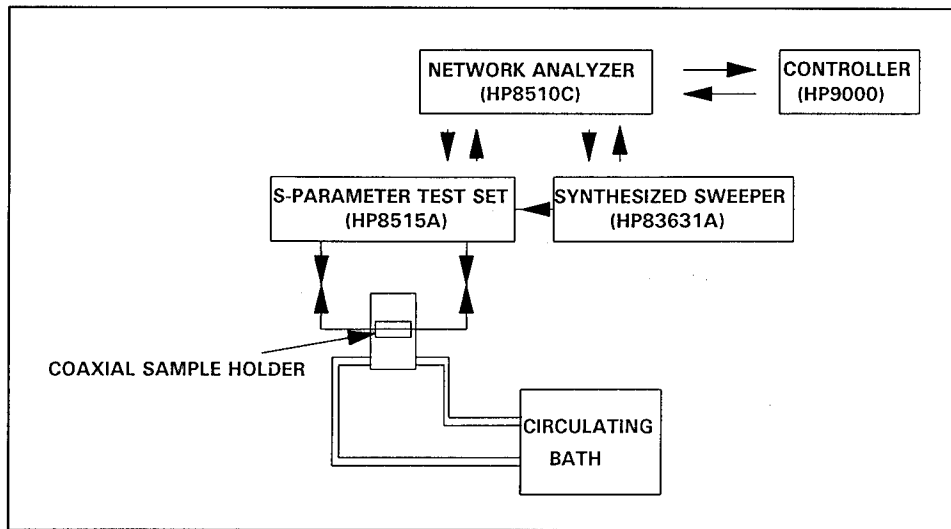 NETWORK ANALYZER
(HP8510C)
CONTROLLER
(HP9000)
S-PARAMETER TEST SET
(HP8515A)
SYNTHESIZED SWEEPER
(HP83631A)
COAXIAL SAMPLE HOLDER
CIRCULATING
BATH